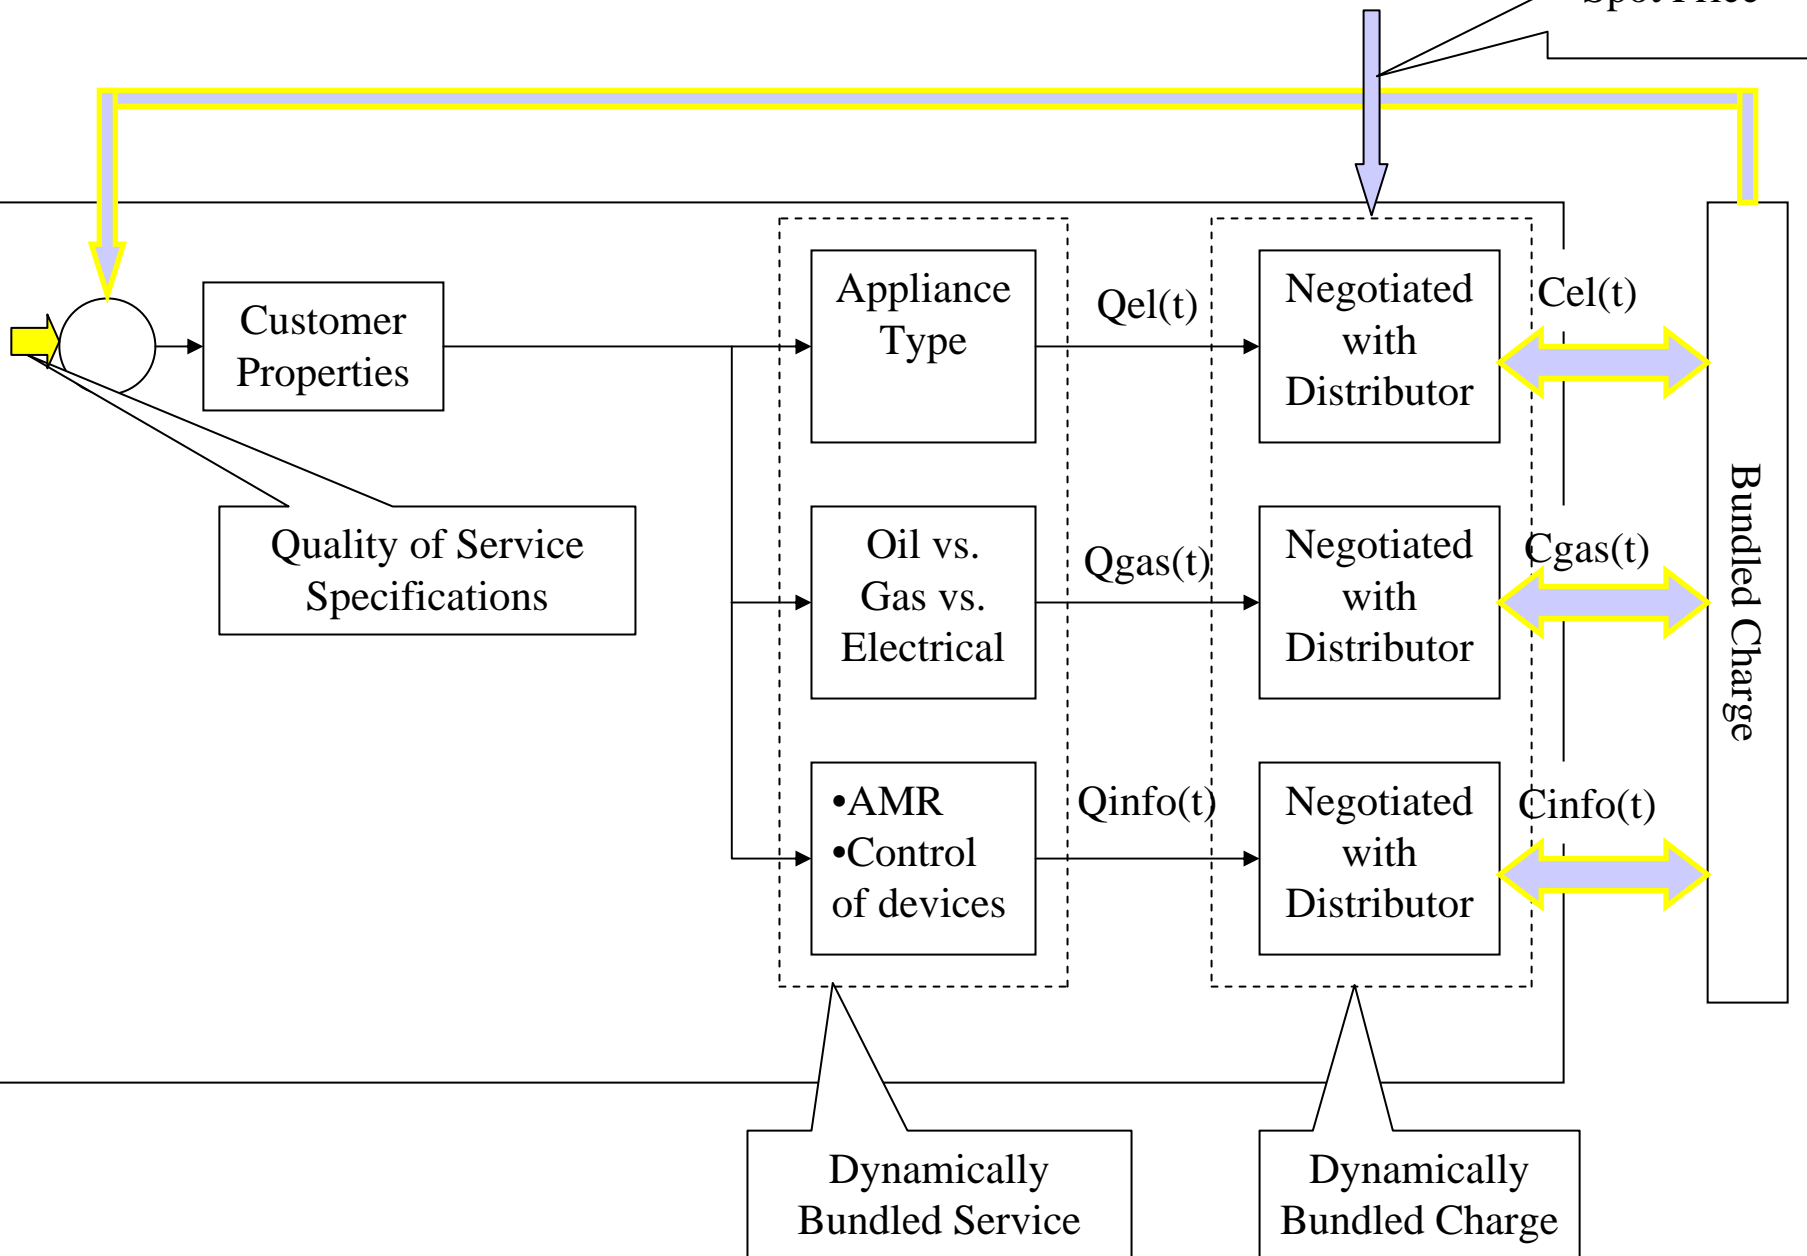 Spot Price
Customer
Properties
Appliance
Type
Qel(t)
Negotiated
with
Distributor
Cel(t)
Quality of Service
Specifications
Oil vs.
Gas vs.
Electrical
Qgas(t)
Negotiated
with
Distributor
Cgas(t)
Bundled Charge
•AMR
•Control
of devices
Qinfo(t)
Negotiated
with
Distributor
Cinfo(t)
Dynamically
Bundled Service
Dynamically
Bundled Charge